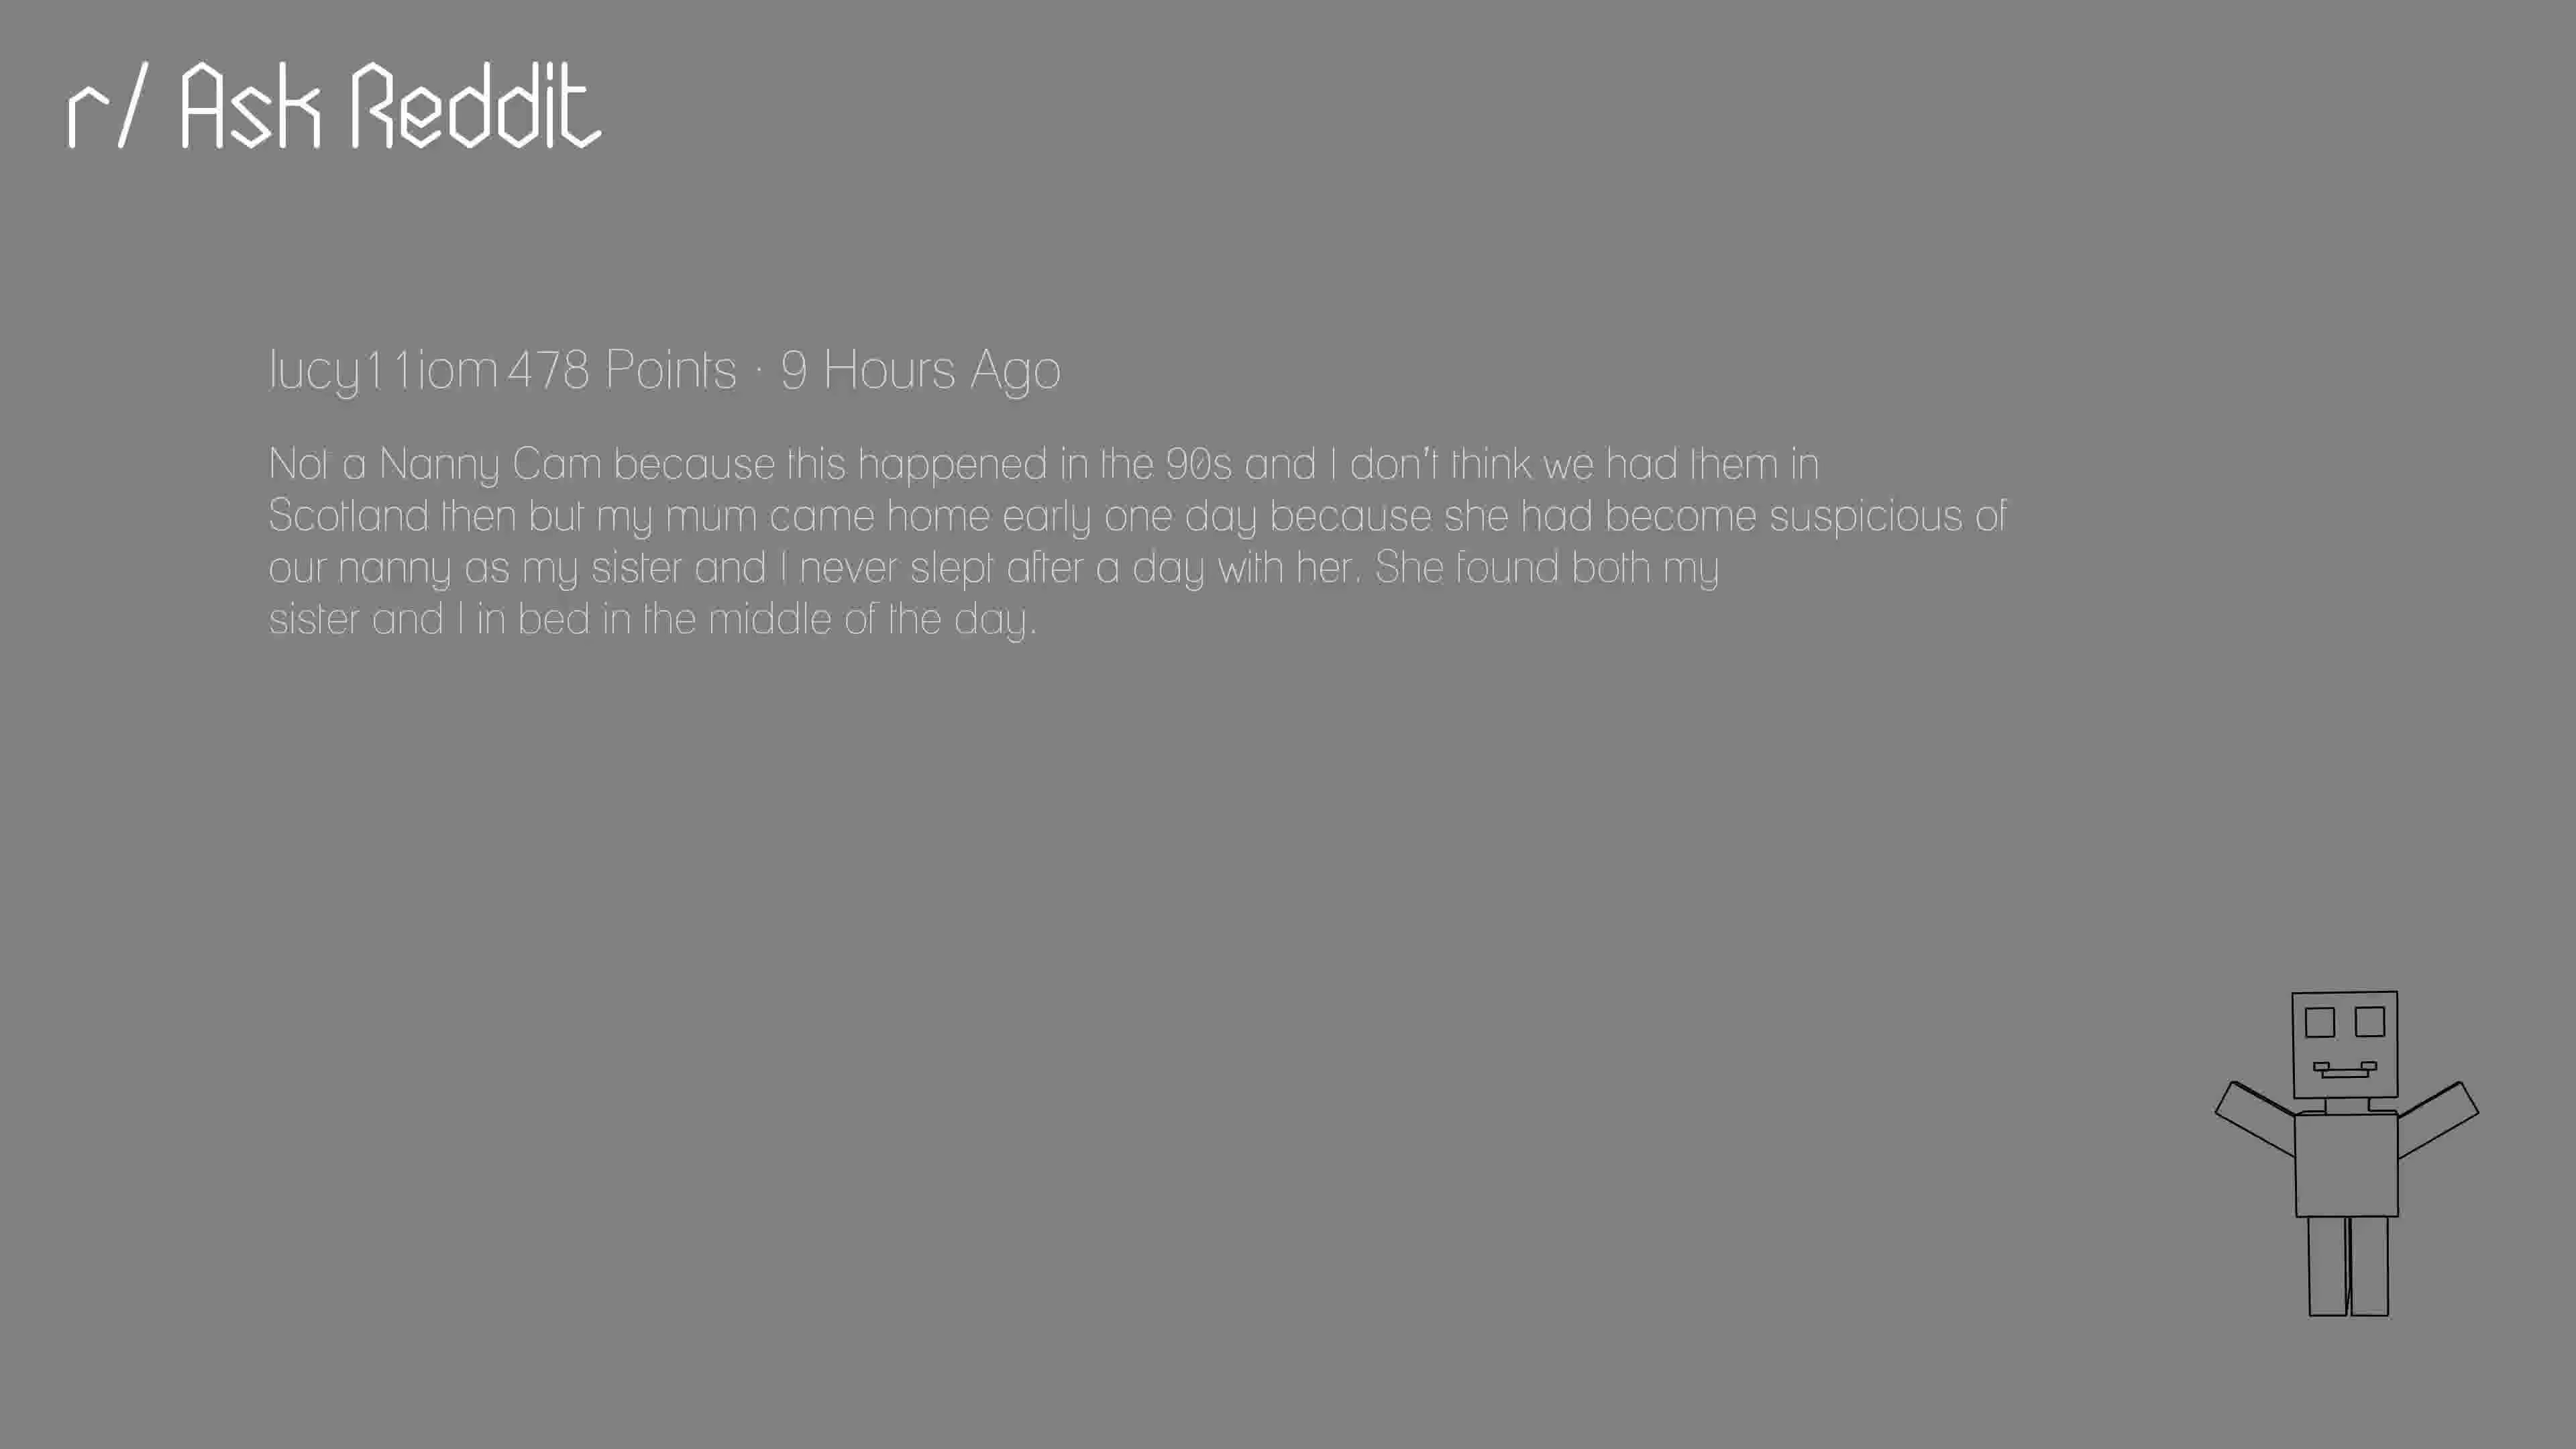 r/ Ask Reddit
lucy11iom 478 Points · 9 Hours Ago
Not a Nanny Cam because this happened in the 90s and I don't think we had them in
Scotland then but my mum came home early one day because she had become suspicious of
our nanny as my sister and I never slept after a day with her. She found both my
sister and I in bed in the middle of the day.